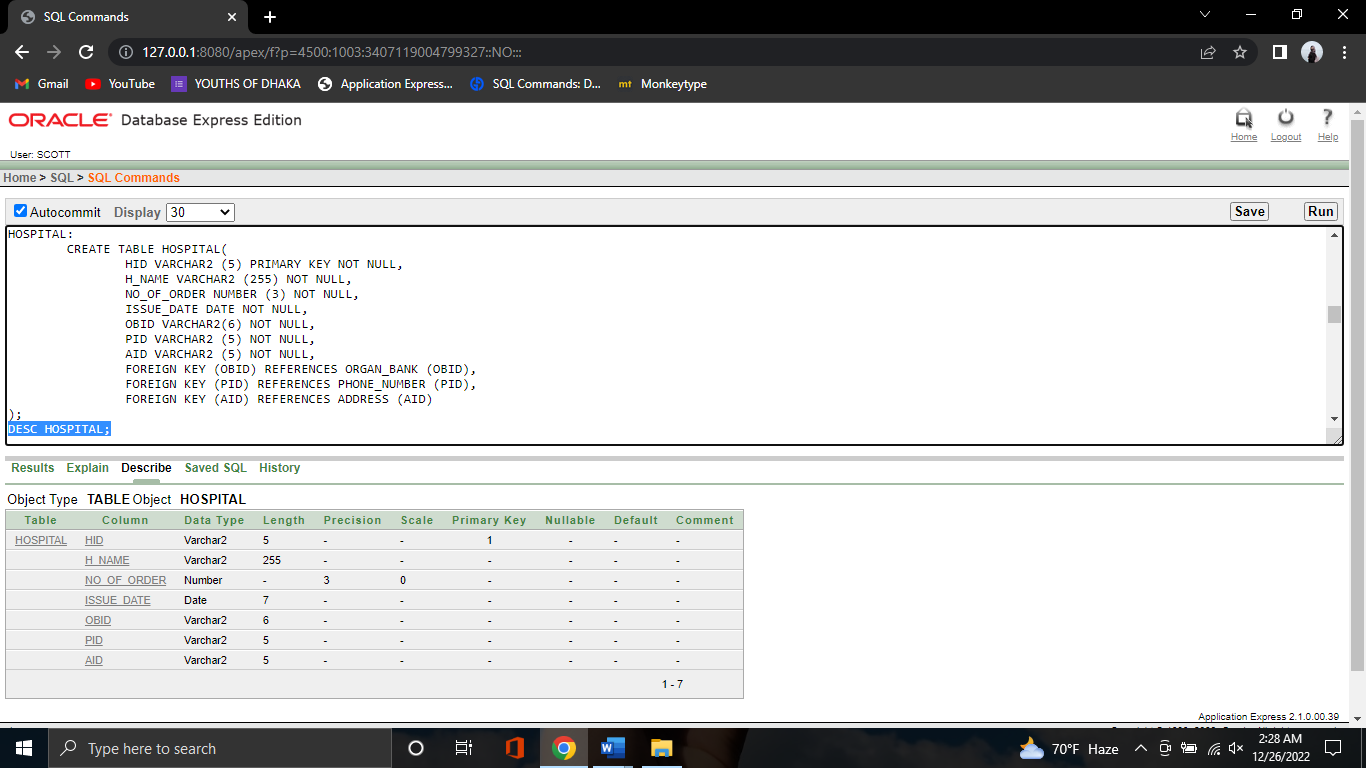 SQL Commands
127.0.0.1:8080/apex/f?p=4500:1003:3407119004799327::NO:::
Gmail YouTube YOUTHS OF DHAKA Application Express... SQL Commands: D... mt Monkeytype
ORACLE Database Express Edition
Home Logout Help
User: SCOTT
Home > SQL > SQL Commands
Autocommit Display 30 Save Run
HOSPITAL:
CREATE TABLE HOSPITAL(
HID VARCHAR2 (5) PRIMARY KEY NOT NULL,
H_NAME VARCHAR2 (255) NOT NULL,
NO_OF_ORDER NUMBER (3) NOT NULL,
ISSUE_DATE DATE NOT NULL,
OBID VARCHAR2(6) NOT NULL,
PID VARCHAR2 (5) NOT NULL,
AID VARCHAR2 (5) NOT NULL,
FOREIGN KEY (OBID) REFERENCES ORGAN_BANK (OBID),
FOREIGN KEY (PID) REFERENCES PHONE_NUMBER (PID),
FOREIGN KEY (AID) REFERENCES ADDRESS (AID)
);
DESC HOSPITAL;
Results Explain Describe Saved SQL History
Object Type TABLE Object HOSPITAL
Table Column Data Type Length Precision Scale Primary Key Nullable Default Comment
HOSPITAL HID Varchar2 5 - - 1 - - -
H_NAME Varchar2 255 - - - - - -
NO_OF_ORDER Number - 3 0 - - - -
ISSUE_DATE Date 7 - - - - - -
OBID Varchar2 6 - - - - - -
PID Varchar2 5 - - - - - -
AID Varchar2 5 - - - - - -
1 - 7
Application Express 2.1.0.00.39
Type here to search
70°F Haze
2:28 AM
12/26/2022